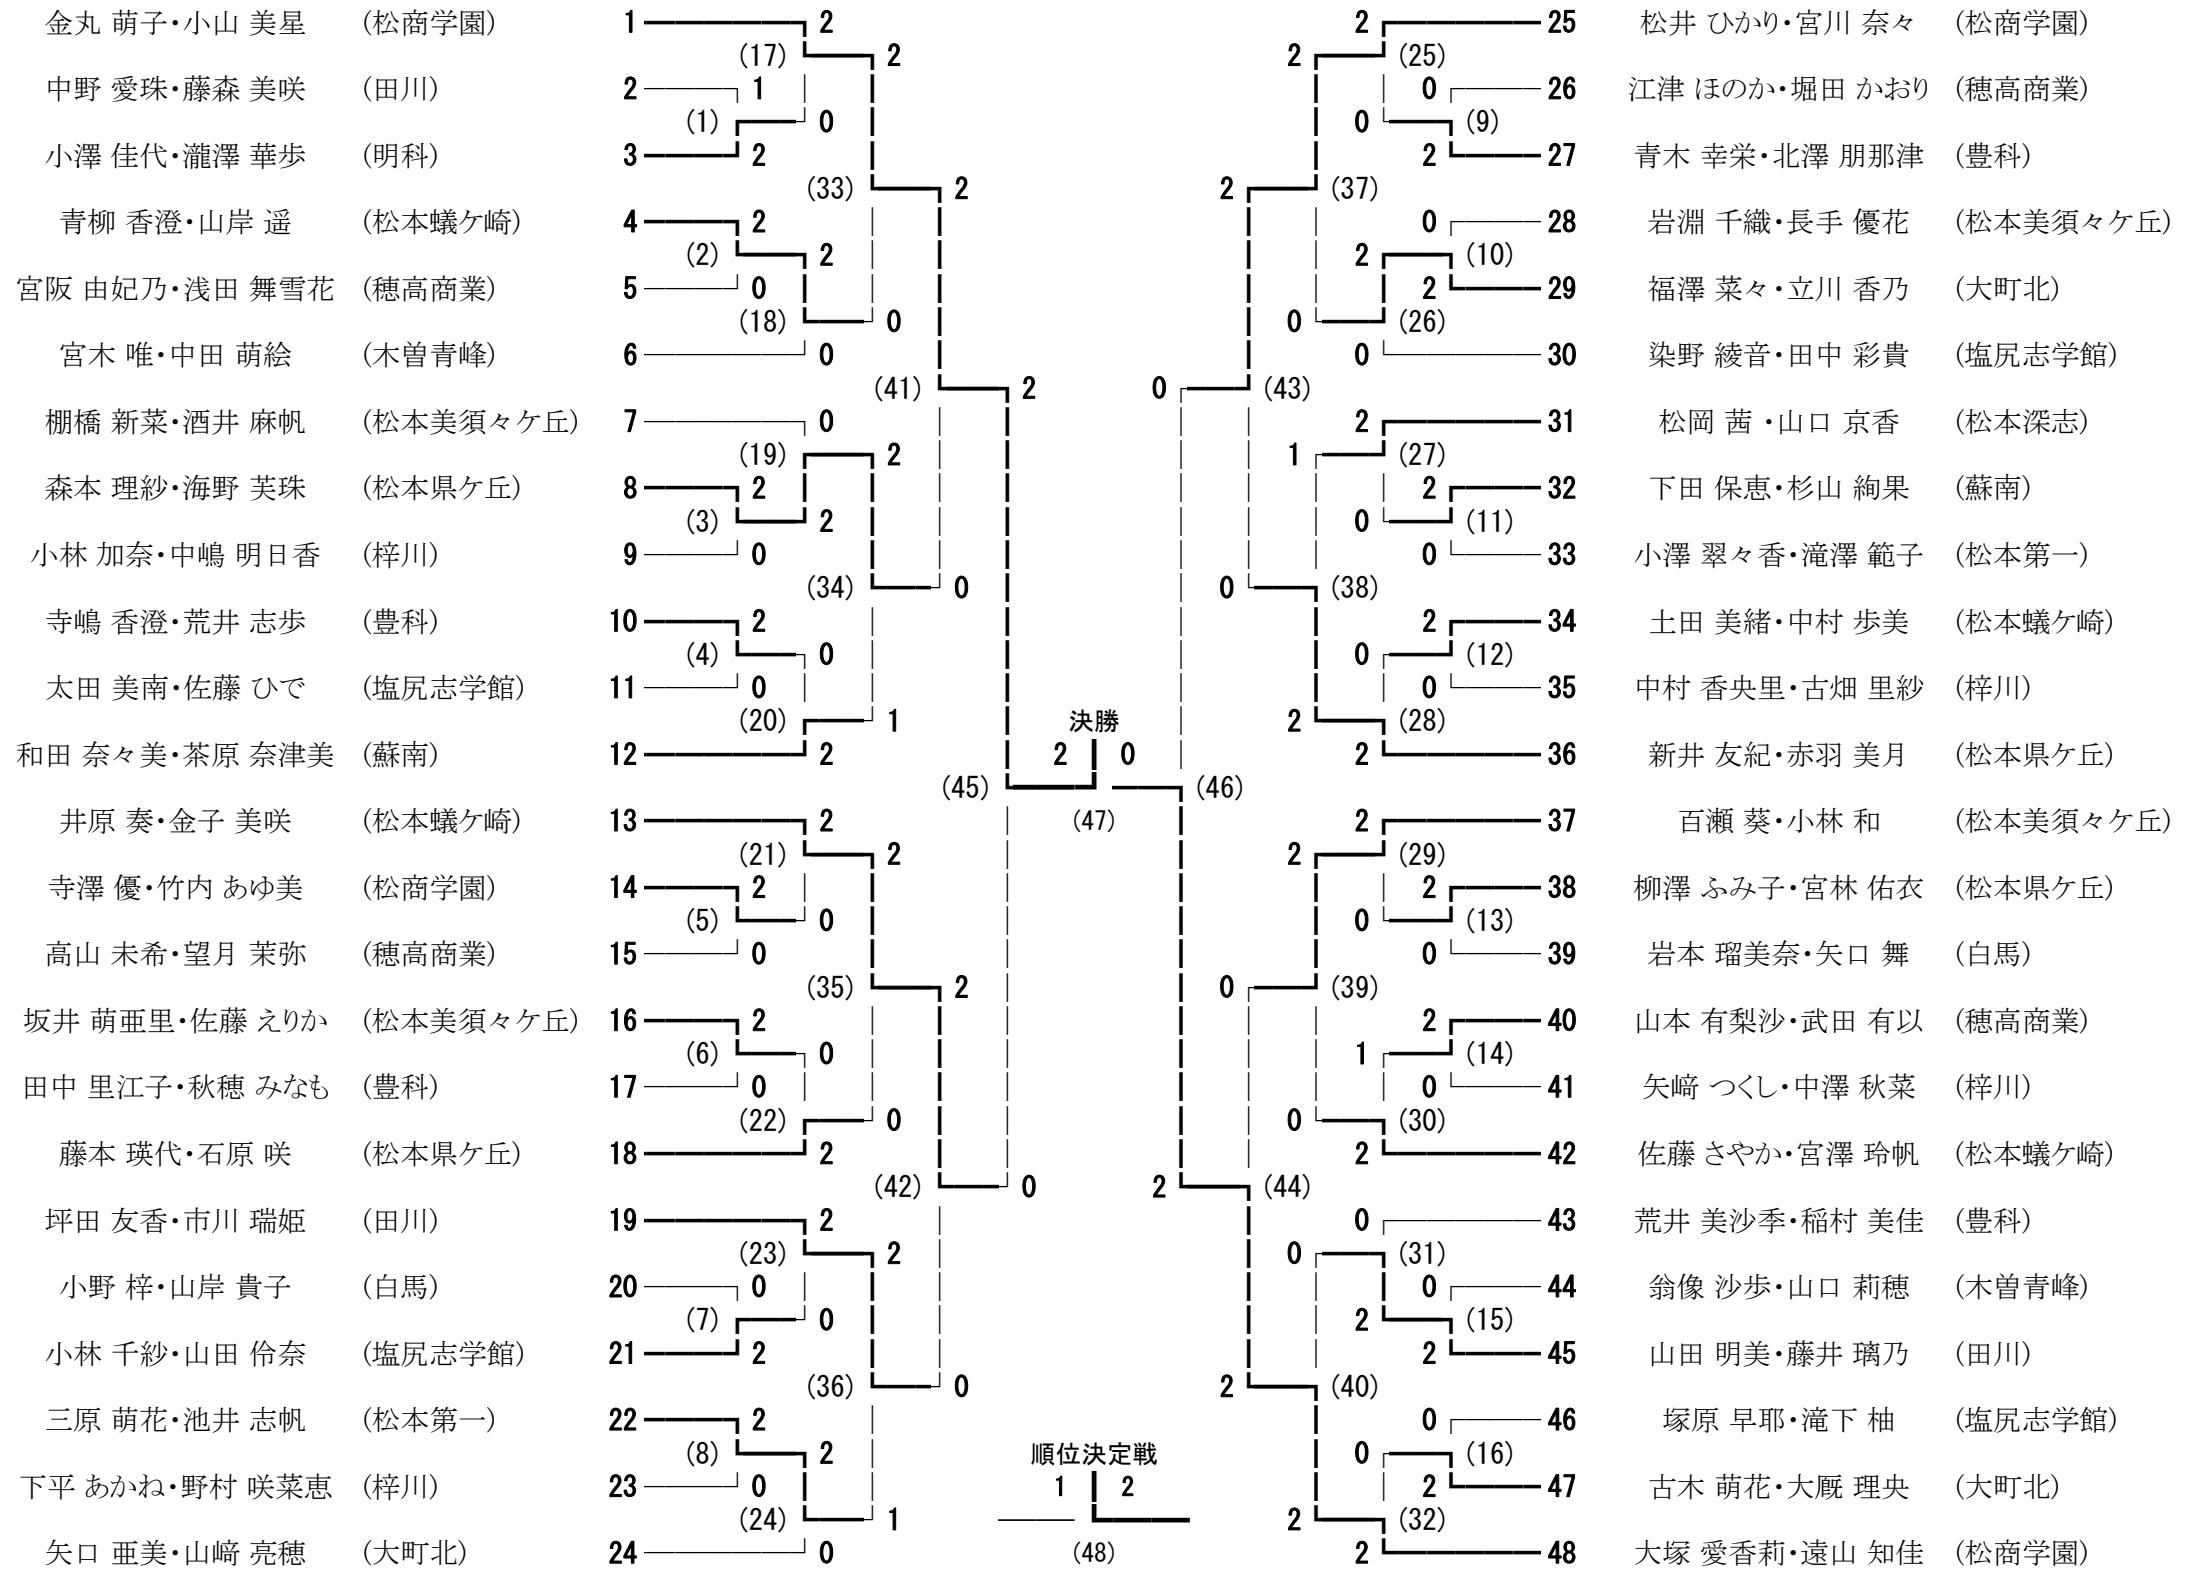 金丸 萌子・小山 美星 (松商学園) 1 2 2 25 松井 ひかり・宮川 奈々 (松商学園)
(17) 2 2 (25)
中野 愛珠・藤森 美咲 (田川) 2 1 0 26 江津 ほのか・堀田 かおり (穂高商業)
(1) 0 0 (9)
小澤 佳代・瀧澤 華歩 (明科) 3 2 2 27 青木 幸栄・北澤 朋那津 (豊科)
(33) 2 2 (37)
青柳 香澄・山岸 遥 (松本蟻ケ崎) 4 2 0 28 岩淵 千織・長手 優花 (松本美須々ケ丘)
(2) 2 2 (10)
宮阪 由妃乃・浅田 舞雪花 (穂高商業) 5 0 2 29 福澤 菜々・立川 香乃 (大町北)
(18) 0 0 (26)
宮木 唯・中田 萌絵 (木曽青峰) 6 0 0 30 染野 綾音・田中 彩貴 (塩尻志学館)
(41) 2 0 (43)
棚橋 新菜・酒井 麻帆 (松本美須々ケ丘) 7 0 2 31 松岡 茜・山口 京香 (松本深志)
(19) 2 1 (27)
森本 理紗・海野 芙珠 (松本県ケ丘) 8 2 2 32 下田 保恵・杉山 絢果 (蘇南)
(3) 2 0 (11)
小林 加奈・中嶋 明日香 (梓川) 9 0 0 33 小澤 翠々香・滝澤 範子 (松本第一)
(34) 0 0 (38)
寺嶋 香澄・荒井 志歩 (豊科) 10 2 2 34 土田 美緒・中村 歩美 (松本蟻ケ崎)
(4) 0 0 (12)
太田 美南・佐藤 ひで (塩尻志学館) 11 0 0 35 中村 香央里・古畑 里紗 (梓川)
(20) 1 決勝 2 (28)
和田 奈々美・茶原 奈津美 (蘇南) 12 2 2 0 2 36 新井 友紀・赤羽 美月 (松本県ケ丘)
(45) (46)
井原 奏・金子 美咲 (松本蟻ケ崎) 13 2 (47) 2 37 百瀬 葵・小林 和 (松本美須々ケ丘)
(21) 2 2 (29)
寺澤 優・竹内 あゆ美 (松商学園) 14 2 2 38 柳澤 ふみ子・宮林 佑衣 (松本県ケ丘)
(5) 0 0 (13)
高山 未希・望月 茉弥 (穂高商業) 15 0 0 39 岩本 瑠美奈・矢口 舞 (白馬)
(35) 2 0 (39)
坂井 萌亜里・佐藤 えりか (松本美須々ケ丘) 16 2 2 40 山本 有梨沙・武田 有以 (穂高商業)
(6) 0 1 (14)
田中 里江子・秋穂 みなも (豊科) 17 0 0 41 矢﨑 つくし・中澤 秋菜 (梓川)
(22) 0 0 (30)
藤本 瑛代・石原 咲 (松本県ケ丘) 18 2 2 42 佐藤 さやか・宮澤 玲帆 (松本蟻ケ崎)
(42) 0 2 (44)
坪田 友香・市川 瑞姫 (田川) 19 2 0 43 荒井 美沙季・稲村 美佳 (豊科)
(23) 2 0 (31)
小野 梓・山岸 貴子 (白馬) 20 0 0 44 翁像 沙歩・山口 莉穂 (木曽青峰)
(7) 0 2 (15)
小林 千紗・山田 伶奈 (塩尻志学館) 21 2 2 45 山田 明美・藤井 璃乃 (田川)
(36) 0 2 (40)
三原 萌花・池井 志帆 (松本第一) 22 2 0 46 塚原 早耶・滝下 柚 (塩尻志学館)
(8) 2 順位決定戦 0 (16)
下平 あかね・野村 咲菜恵 (梓川) 23 0 1 2 2 47 古木 萌花・大厩 理央 (大町北)
(24) 1 2 (32)
矢口 亜美・山﨑 亮穂 (大町北) 24 0 (48) 2 48 大塚 愛香莉・遠山 知佳 (松商学園)